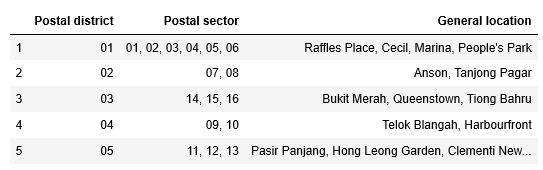 Postal district Postal sector General location
1 01 01, 02, 03, 04, 05, 06 Raffles Place, Cecil, Marina, People's Park
2 02 07, 08 Anson, Tanjong Pagar
3 03 14, 15, 16 Bukit Merah, Queenstown, Tiong Bahru
4 04 09, 10 Telok Blangah, Harbourfront
5 05 11, 12, 13 Pasir Panjang, Hong Leong Garden, Clementi New...